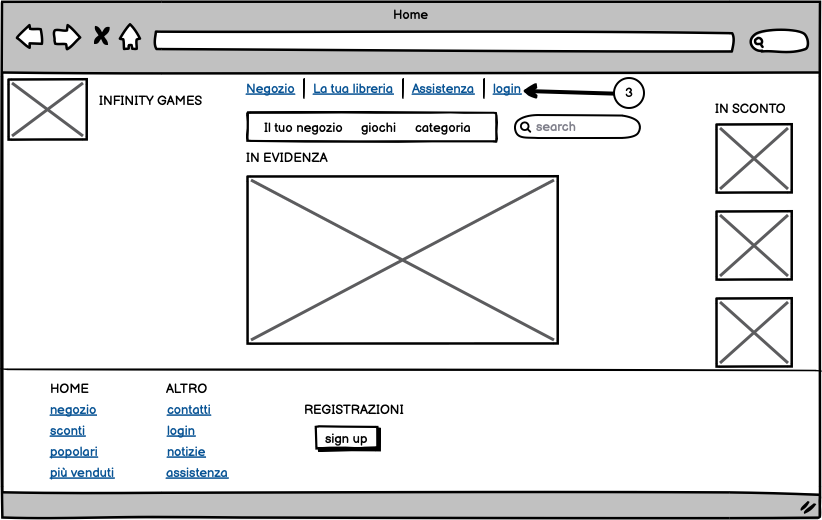 Home
Negozio La tua libreria Assistenza login 3
INFINITY GAMES
IN SCONTO
Il tuo negozio giochi categoria search
IN EVIDENZA
HOME ALTRO
negozio contatti REGISTRAZIONI
sconti login sign up
popolari notizie
più venduti assistenza